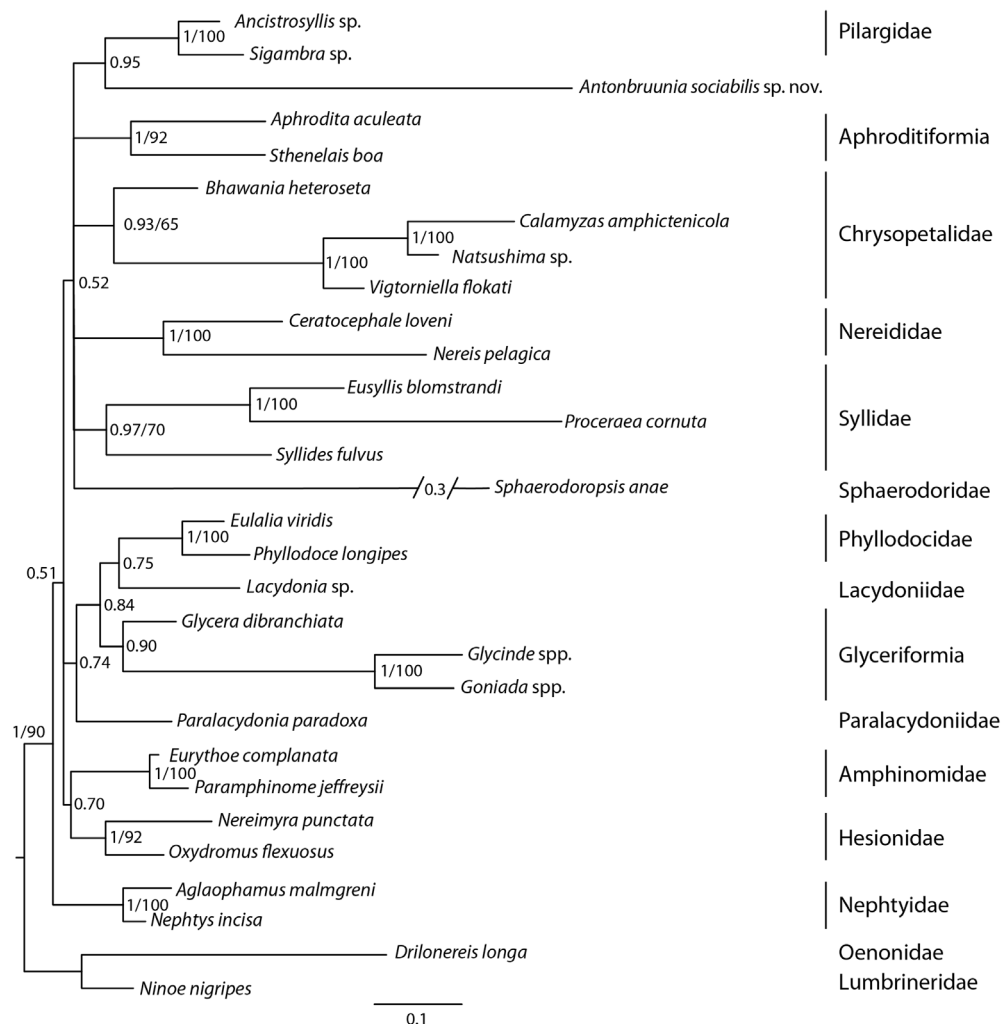 Ancistrosyllis sp.
1/100
Sigambra sp.
Pilargidae
0.95
Antonbruunia sociabilis sp. nov.
Aphrodita aculeata
1/92
Aphroditiformia
Sthenelais boa
Bhawania heteroseta
0.93/65
Calamyzas amphictenicola
1/100
Chrysopetalidae
Natsushima sp.
1/100
Vigtorniella flokati
0.52
Ceratocephale loveni
1/100
Nereididae
Nereis pelagica
Eusyllis blomstrandi
1/100
Proceraea cornuta
Syllidae
0.97/70
Syllides fulvus
0.3
Sphaerodoropsis anae
Sphaerodoridae
Eulalia viridis
1/100
Phyllodocidae
Phyllodoce longipes
0.75
0.51
Lacydonia sp.
Lacydoniidae
0.84
Glycera dibranchiata
0.90
Glycinde spp.
Glyceriformia
0.74
1/100
Goniada spp.
Paralacydonia paradoxa
Paralacydoniidae
1/90
Eurythoe complanata
1/100
Amphinomidae
Paramphinome jeffreysii
0.70
Nereimyra punctata
1/92
Hesionidae
Oxydromus flexuosus
Aglaophamus malmgreni
1/100
Nephtyidae
Nephtys incisa
Drilonereis longa
Oenonidae
Lumbrineridae
Ninoe nigripes
0.1